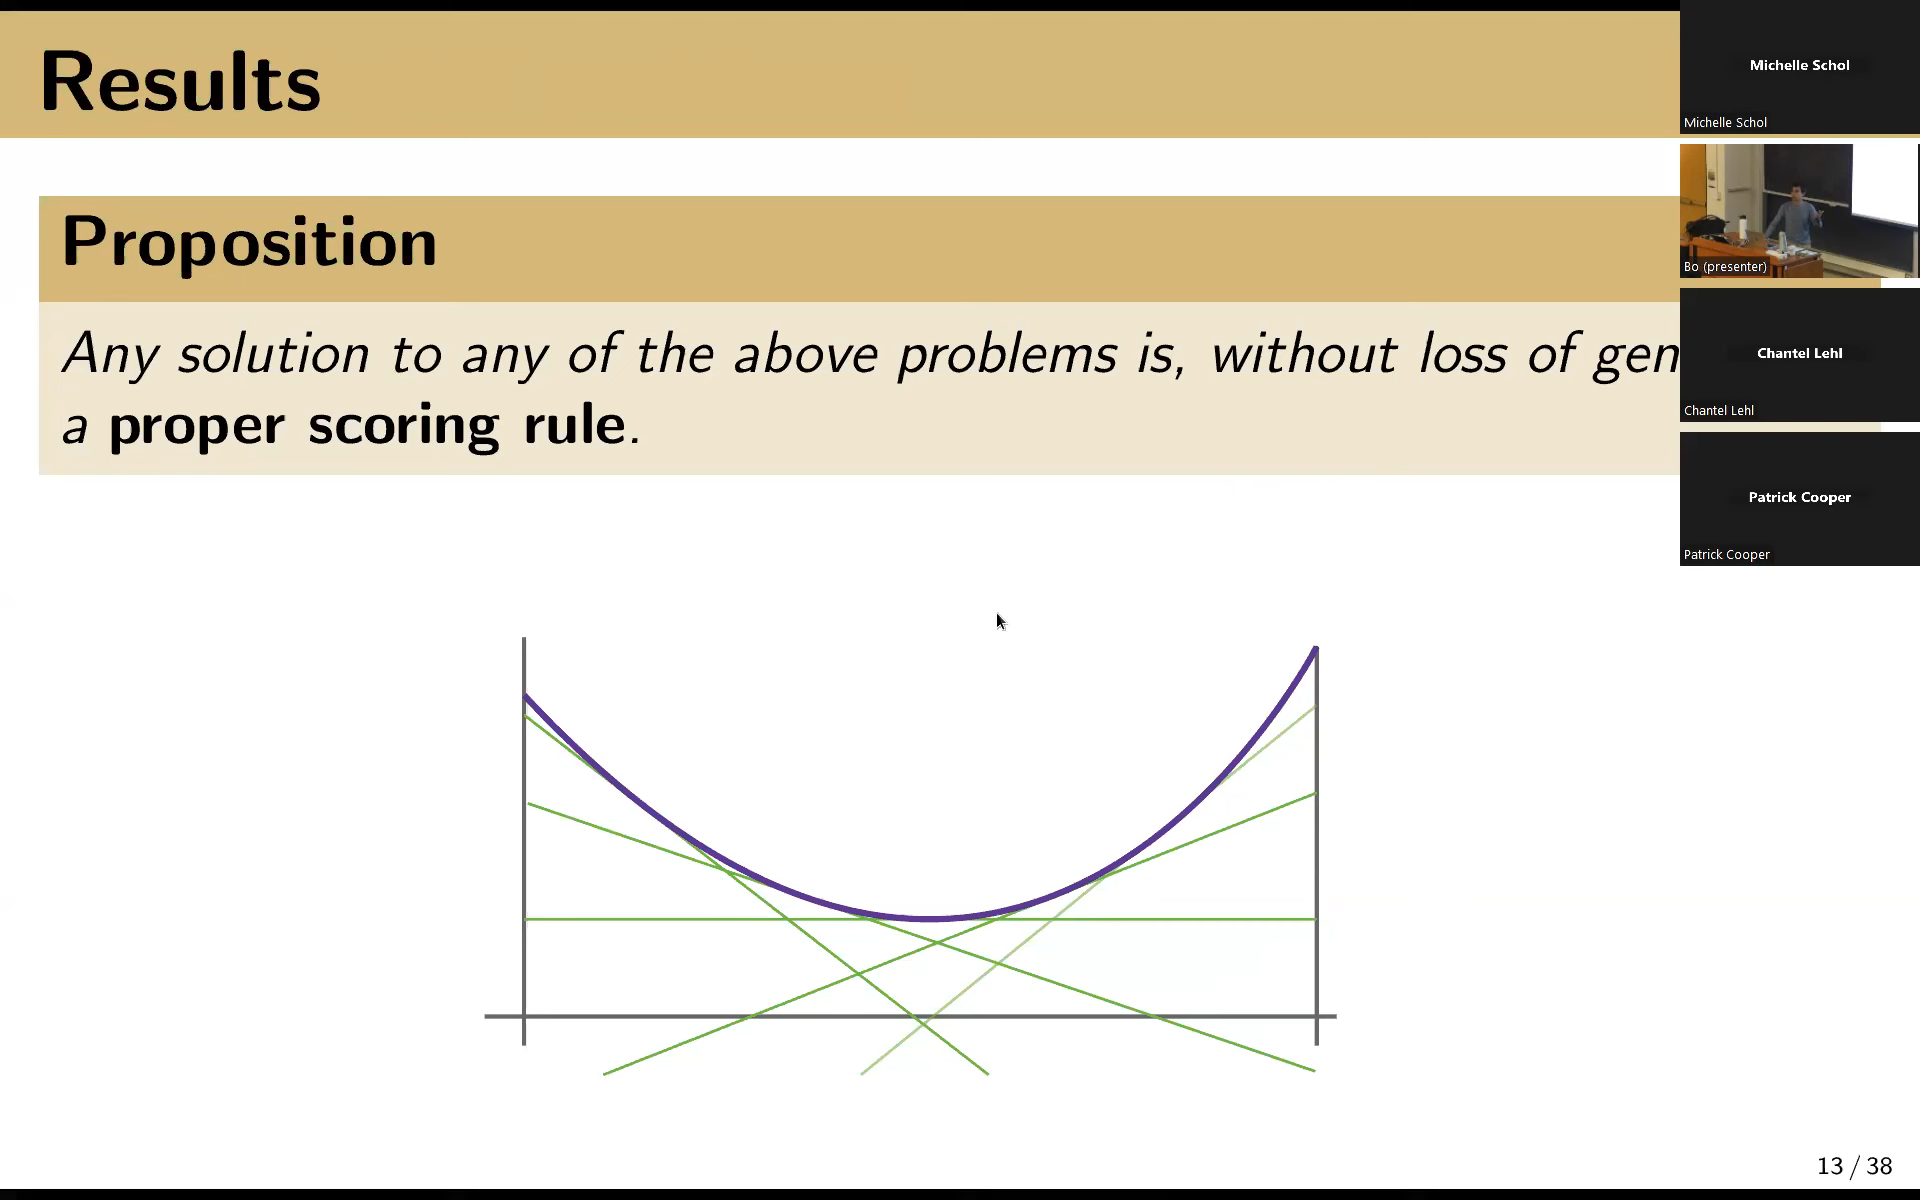 Results
Proposition
Any solution to any of the above problems is, without loss of gen
a proper scoring rule.
Michelle Schol
Michelle Schol
Bo (presenter)
Chantel Lehl
Chantel Lehl
Patrick Cooper
Patrick Cooper
13 / 38